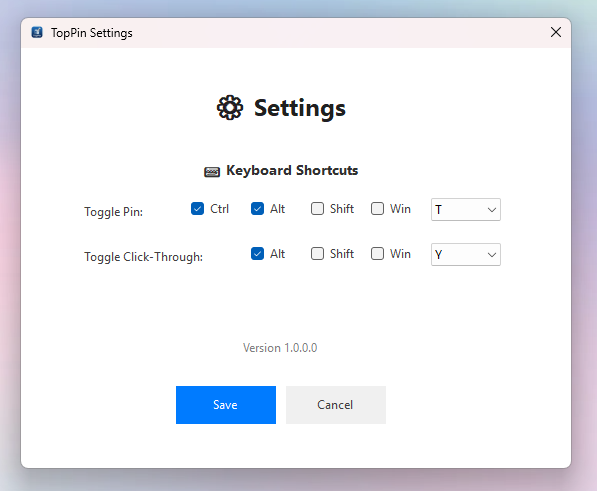 TopPin Settings
Settings
Keyboard Shortcuts
Toggle Pin: Ctrl Alt Shift Win T
Toggle Click-Through: Alt Shift Win Y
Version 1.0.0.0
Save Cancel